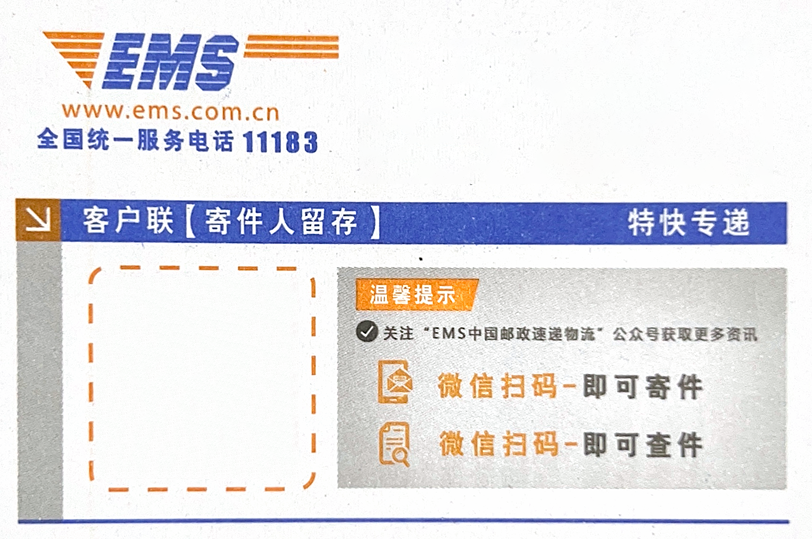 EMS
www.ems.com.cn
全国统一服务电话 11183
客户联【寄件人留存】 特快专递
温馨提示
关注“EMS中国邮政速递物流”公众号获取更多资讯
微信扫码-即可寄件
微信扫码-即可查件